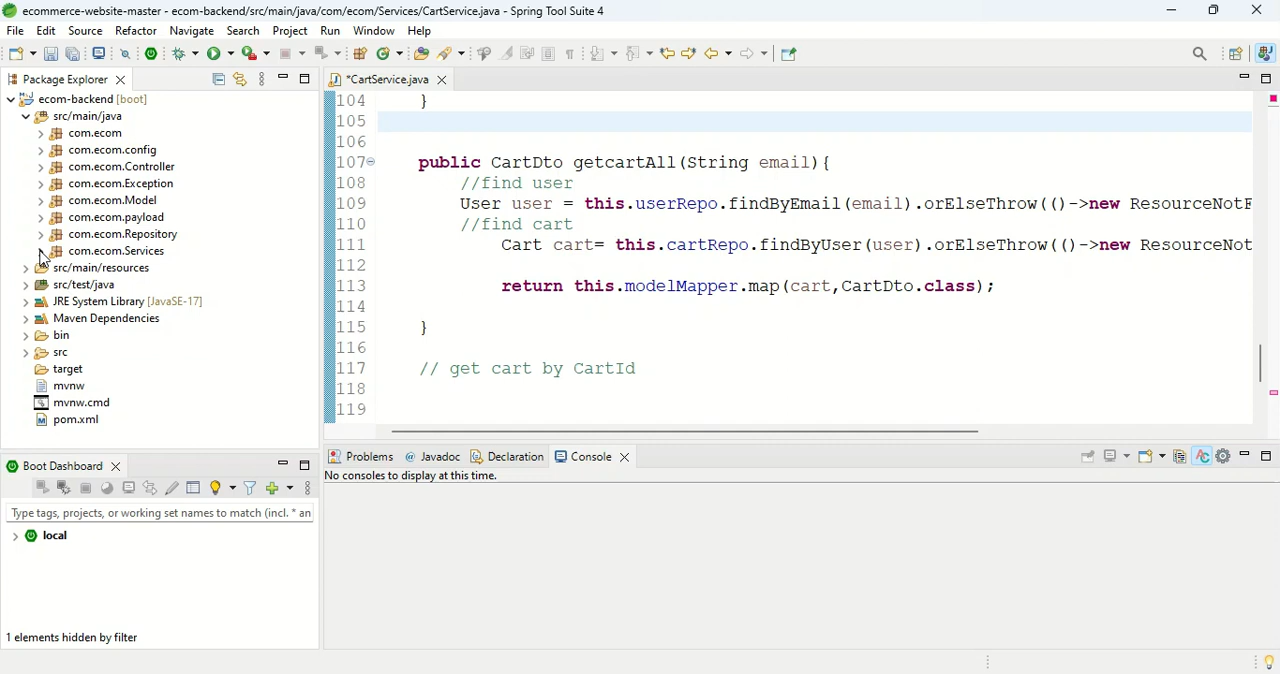 ecommerce-website-master - ecom-backend/src/main/java/com/ecom/Services/CartService.java - Spring Tool Suite 4
File Edit Source Refactor Navigate Search Project Run Window Help
Package Explorer
*CartService.java
ecom-backend [boot]
src/main/java
com.ecom
com.ecom.config
com.ecom.Controller
com.ecom.Exception
com.ecom.Model
com.ecom.payload
com.ecom.Repository
com.ecom.Services
src/main/resources
src/test/java
JRE System Library [JavaSE-17]
Maven Dependencies
bin
src
target
mvnw
mvnw.cmd
pom.xml
104 }
105
106
107 public CartDto getcartAll(String email){
108 //find user
109 User user = this.userRepo.findByEmail(email).orElseThrow(()->new ResourceNotF
110 //find cart
111 Cart cart= this.cartRepo.findByUser(user).orElseThrow(()->new ResourceNot
112
113 return this.modelMapper.map(cart,CartDto.class);
114
115 }
116
117 // get cart by CartId
118
119
Boot Dashboard
Type tags, projects, or working set names to match (incl. * an
local
1 elements hidden by filter
Problems @ Javadoc Declaration Console
No consoles to display at this time.